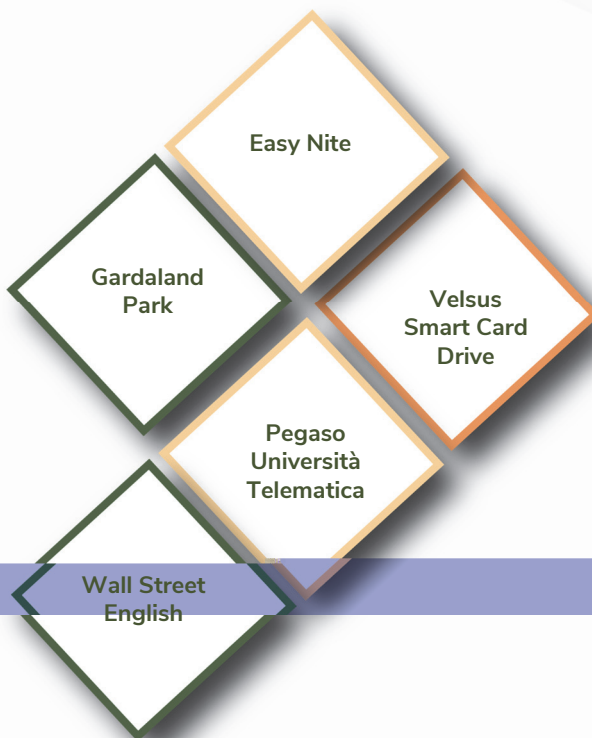 Easy Nite
Gardaland
Park
Velsus
Smart Card
Drive
Pegaso
Università
Telematica
Wall Street
English